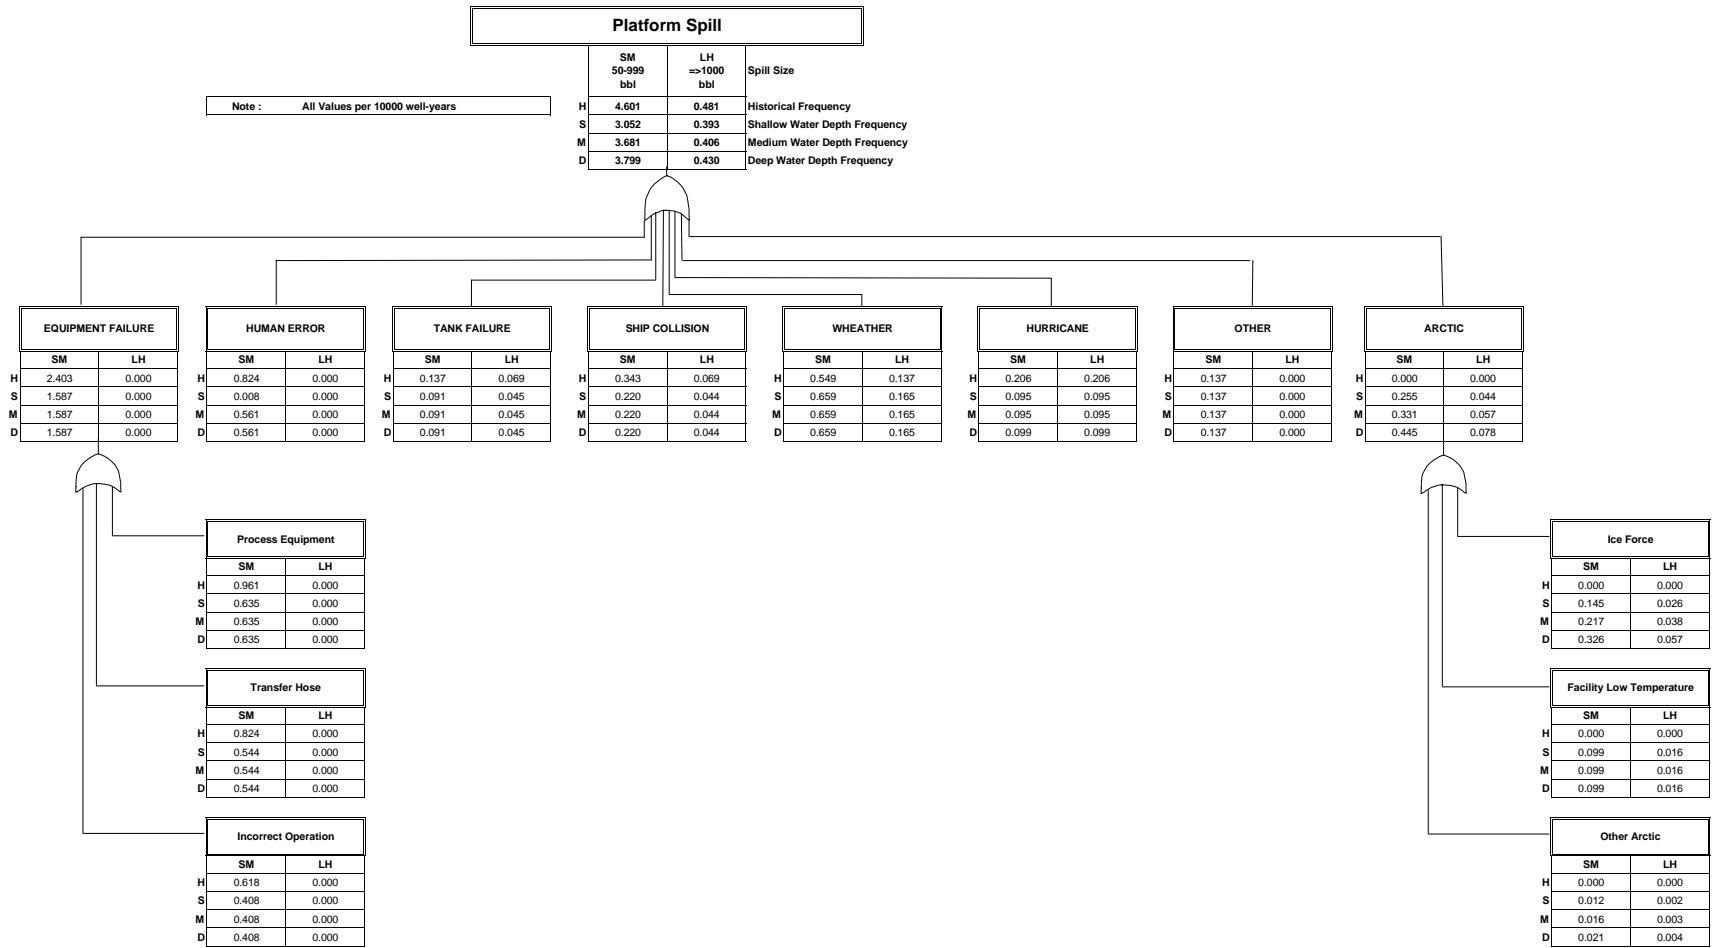 Platform Spill
SM LH
50-999 =>1000 Spill Size
bbl bbl
Note : All Values per 10000 well-years
H 4.601 0.481 Historical Frequency
S 3.052 0.393 Shallow Water Depth Frequency
M 3.681 0.406 Medium Water Depth Frequency
D 3.799 0.430 Deep Water Depth Frequency
EQUIPMENT FAILURE
SM LH
H 2.403 0.000
S 1.587 0.000
M 1.587 0.000
D 1.587 0.000
HUMAN ERROR
SM LH
H 0.824 0.000
S 0.008 0.000
M 0.561 0.000
D 0.561 0.000
TANK FAILURE
SM LH
H 0.137 0.069
S 0.091 0.045
M 0.091 0.045
D 0.091 0.045
SHIP COLLISION
SM LH
H 0.343 0.069
S 0.220 0.044
M 0.220 0.044
D 0.220 0.044
WHEATHER
SM LH
H 0.549 0.137
S 0.659 0.165
M 0.659 0.165
D 0.659 0.165
HURRICANE
SM LH
H 0.206 0.206
S 0.095 0.095
M 0.095 0.095
D 0.099 0.099
OTHER
SM LH
H 0.137 0.000
S 0.137 0.000
M 0.137 0.000
D 0.137 0.000
ARCTIC
SM LH
H 0.000 0.000
S 0.255 0.044
M 0.331 0.057
D 0.445 0.078
Process Equipment
SM LH
H 0.961 0.000
S 0.635 0.000
M 0.635 0.000
D 0.635 0.000
Transfer Hose
SM LH
H 0.824 0.000
S 0.544 0.000
M 0.544 0.000
D 0.544 0.000
Incorrect Operation
SM LH
H 0.618 0.000
S 0.408 0.000
M 0.408 0.000
D 0.408 0.000
Ice Force
SM LH
H 0.000 0.000
S 0.145 0.026
M 0.217 0.038
D 0.326 0.057
Facility Low Temperature
SM LH
H 0.000 0.000
S 0.099 0.016
M 0.099 0.016
D 0.099 0.016
Other Arctic
SM LH
H 0.000 0.000
S 0.012 0.002
M 0.016 0.003
D 0.021 0.004